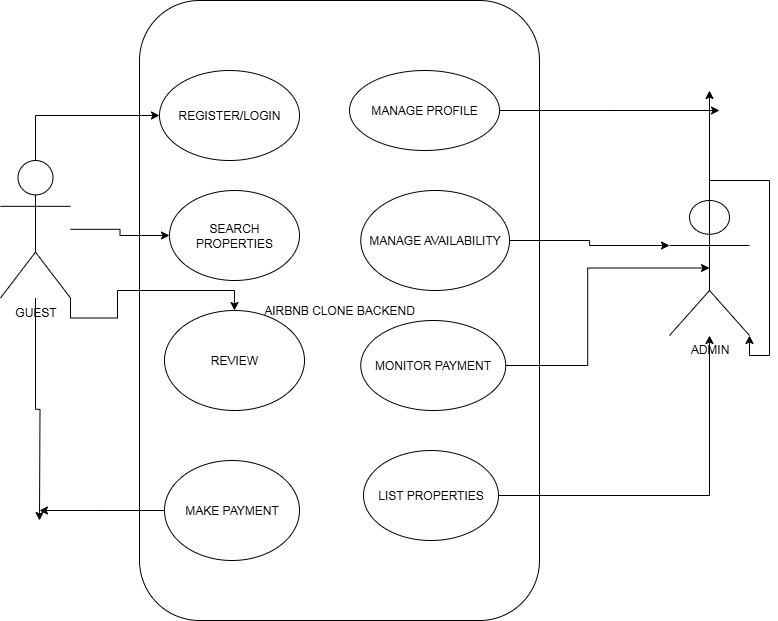 REGISTER/LOGIN
MANAGE PROFILE
SEARCH
PROPERTIES
MANAGE AVAILABILITY
GUEST
AIRBNB CLONE BACKEND
ADMIN
REVIEW
MONITOR PAYMENT
MAKE PAYMENT
LIST PROPERTIES